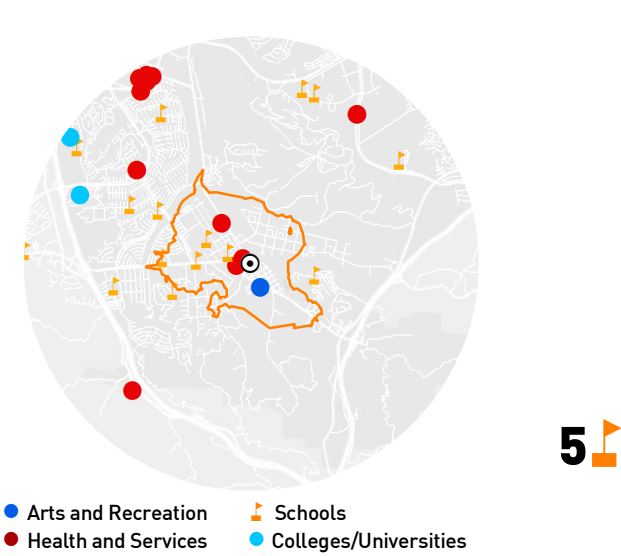 5
Arts and Recreation
Schools
Health and Services
Colleges/Universities